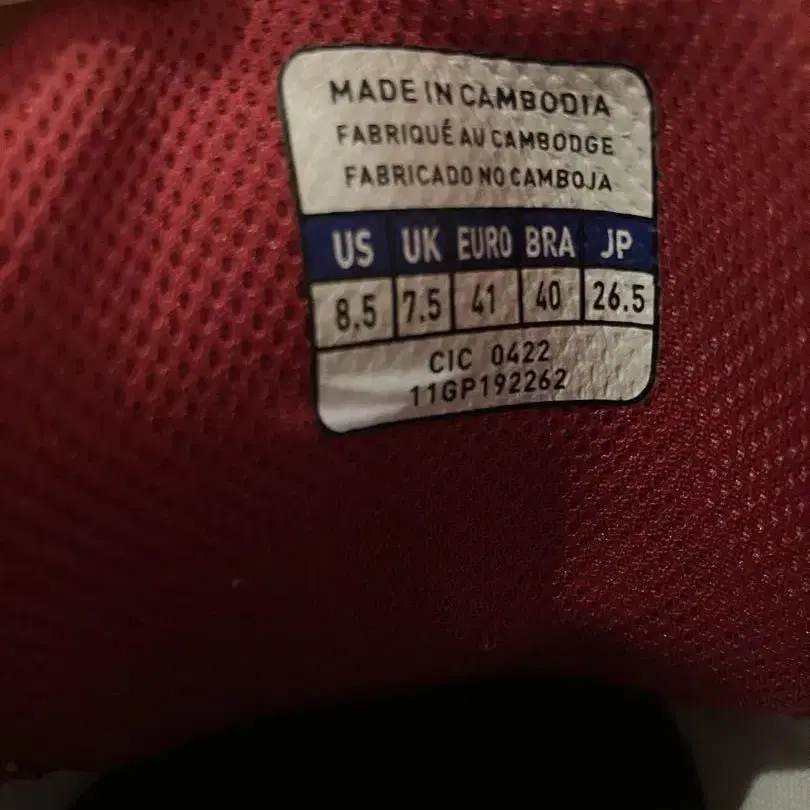 MADE IN CAMBODIA
FABRIQUÉ AU CAMBODGE
FABRICADO NO CAMBOJA
US UK EURO BRA JP
8.5 7.5 41 40 26.5
CIC 0422
11GP192262